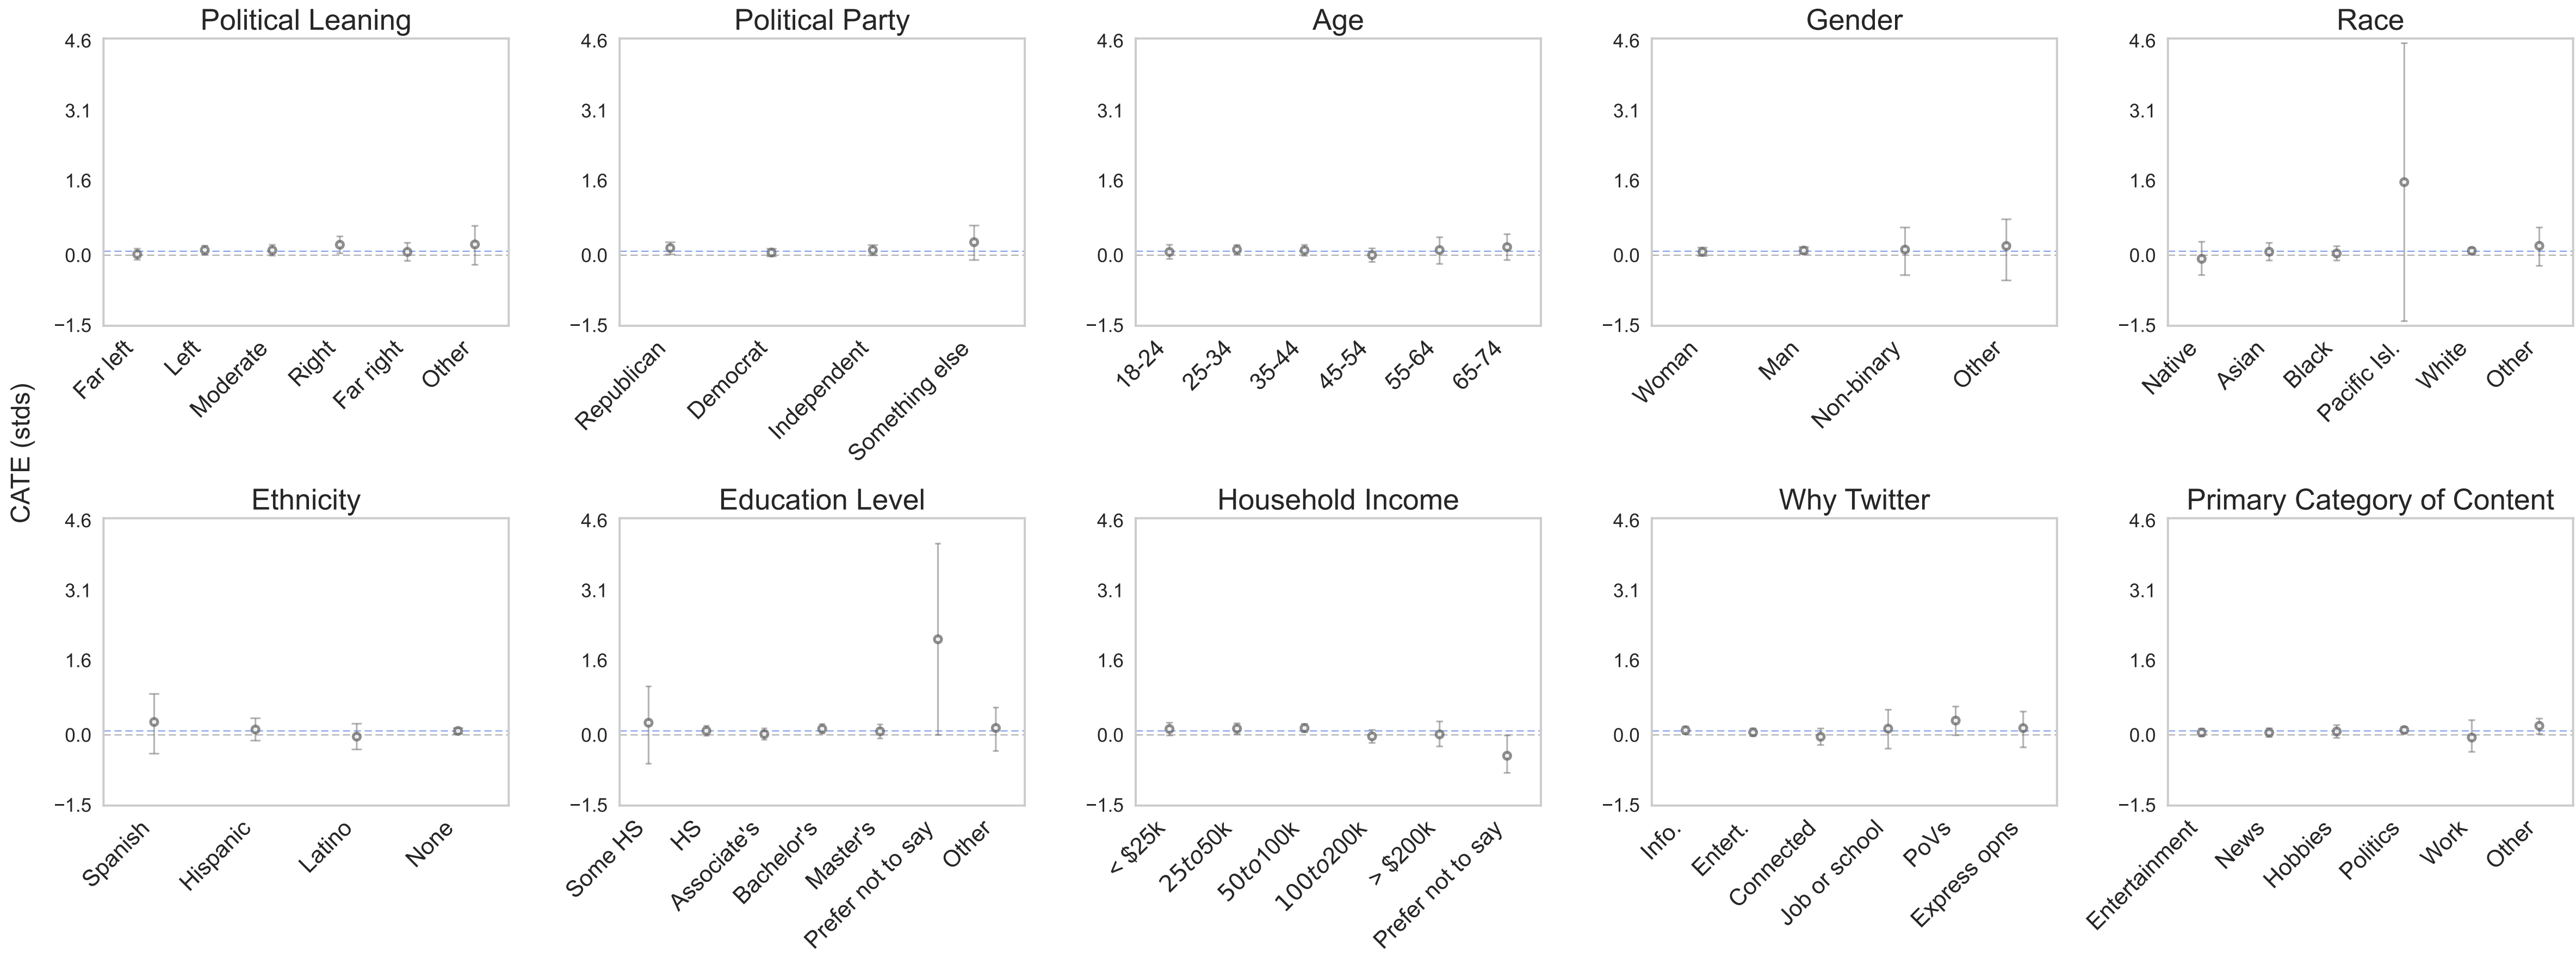 Political Leaning
4.6
3.1
1.6
0.0
−1.5
Far left
Left
Moderate
Right
Far right
Other
Political Party
4.6
3.1
1.6
0.0
−1.5
Republican
Democrat
Independent
Something else
Age
4.6
3.1
1.6
0.0
−1.5
18-24
25-34
35-44
45-54
55-64
65-74
Gender
4.6
3.1
1.6
0.0
−1.5
Woman
Man
Non-binary
Other
Race
4.6
3.1
1.6
0.0
−1.5
Native
Asian
Black
Pacific Isl.
White
Other
CATE (stds)
Ethnicity
4.6
3.1
1.6
0.0
−1.5
Spanish
Hispanic
Latino
None
Education Level
4.6
3.1
1.6
0.0
−1.5
Some HS
HS
Associate's
Bachelor's
Master's
Prefer not to say
Other
Household Income
4.6
3.1
1.6
0.0
−1.5
< $25k
25to50k
50to100k
100to200k
> $200k
Prefer not to say
Why Twitter
4.6
3.1
1.6
0.0
−1.5
Info.
Entert.
Connected
Job or school
PoVs
Express opns
Primary Category of Content
4.6
3.1
1.6
0.0
−1.5
Entertainment
News
Hobbies
Politics
Work
Other